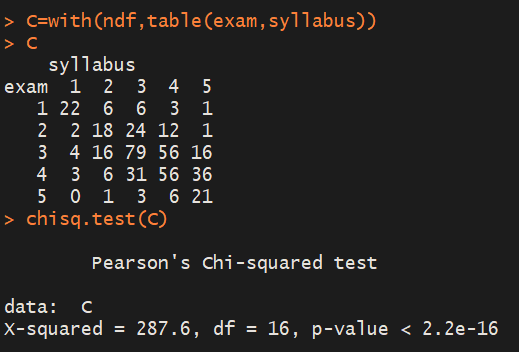 > C=with(ndf,table(exam,syllabus))
> C
    syllabus
exam  1  2  3  4  5
   1 22  6  6  3  1
   2  2 18 24 12  1
   3  4 16 79 56 16
   4  3  6 31 56 36
   5  0  1  3  6 21
> chisq.test(C)

        Pearson's Chi-squared test

data:  C
X-squared = 287.6, df = 16, p-value < 2.2e-16